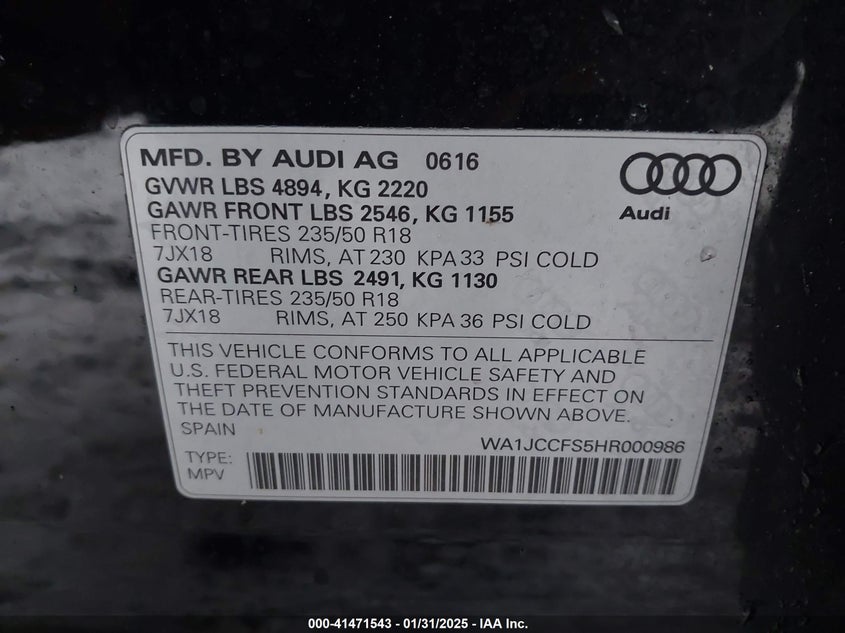 MFD. BY AUDI AG 0616
GVWR LBS 4894, KG 2220
GAWR FRONT LBS 2546, KG 1155
FRONT-TIRES 235/50 R18
7JX18 RIMS, AT 230 KPA 33 PSI COLD
GAWR REAR LBS 2491, KG 1130
REAR-TIRES 235/50 R18
7JX18 RIMS, AT 250 KPA 36 PSI COLD
Audi
THIS VEHICLE CONFORMS TO ALL APPLICABLE
U.S. FEDERAL MOTOR VEHICLE SAFETY AND
THEFT PREVENTION STANDARDS IN EFFECT ON
THE DATE OF MANUFACTURE SHOWN ABOVE.
SPAIN
WA1JCCFS5HR000986
TYPE:
MPV
000-41471543 - 01/31/2025 - IAA Inc.